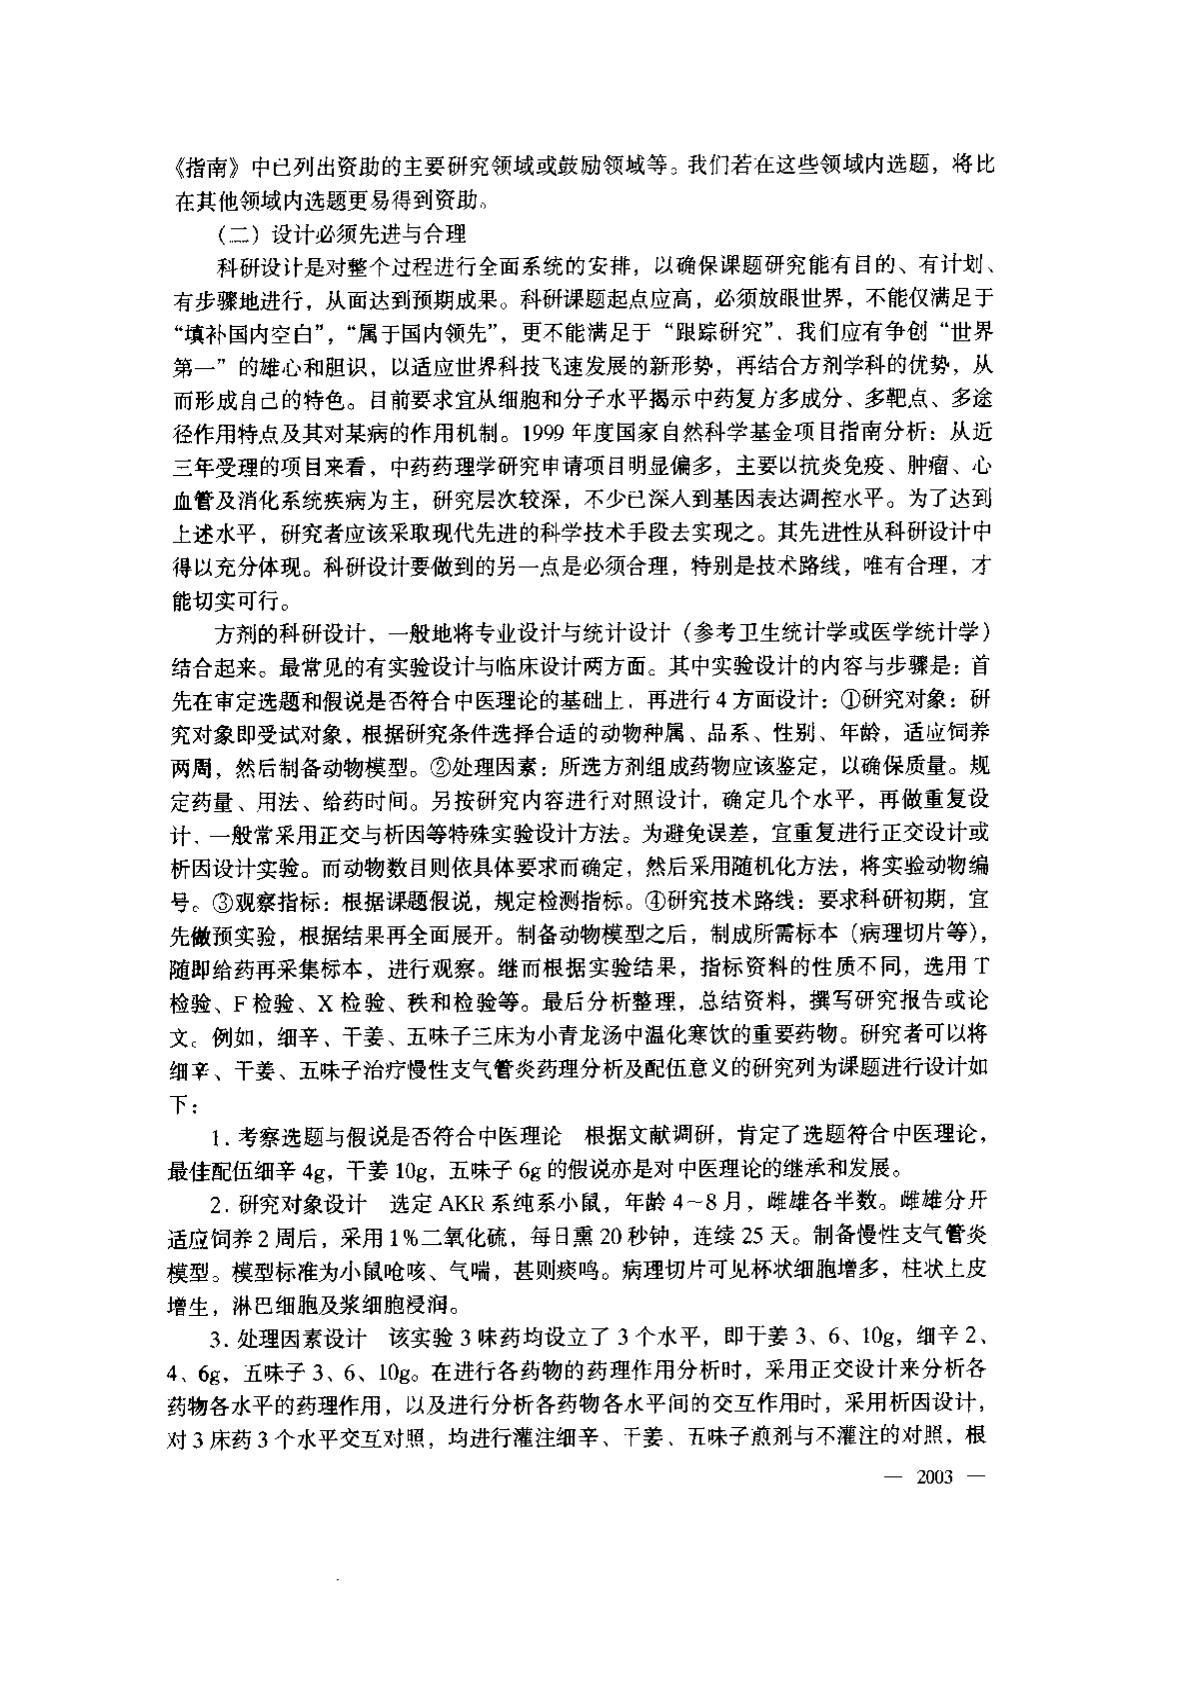 《指南》中已列出资助的主要研究领域或鼓励领域等。我们若在这些领域内选题，将比
在其他领域内选题更易得到资助。
（二）设计必须先进与合理
科研设计是对整个过程进行全面系统的安排，以确保课题研究能有目的、有计划、
有步骤地进行，从面达到预期成果。科研课题起点应高，必须放眼世界，不能仅满足于
“填补国内空白”，“属于国内领先”，更不能满足于“跟踪研究”．我们应有争创“世界
第一”的雄心和胆识，以适应世界科技飞速发展的新形势，再结合方剂学科的优势，从
而形成自己的特色。目前要求宜从细胞和分子水平揭示中药复方多成分、多靶点、多途
径作用特点及其对某病的作用机制。1999 年度国家自然科学基金项目指南分析：从近
三年受理的项目来看，中药药理学研究申请项目明显偏多，主要以抗炎免疫、肿瘤、心
血管及消化系统疾病为主，研究层次较深，不少已深入到基因表达调控水平。为了达到
上述水平，研究者应该采取现代先进的科学技术手段去实现之。其先进性从科研设计中
得以充分体现。科研设计要做到的另一点是必须合理，特别是技术路线，唯有合理，才
能切实可行。
方剂的科研设计，一般地将专业设计与统计设计（参考卫生统计学或医学统计学）
结合起来。最常见的有实验设计与临床设计两方面。其中实验设计的内容与步骤是：首
先在审定选题和假说是否符合中医理论的基础上．再进行 4 方面设计：①研究对象：研
究对象即受试对象，根据研究条件选择合适的动物种属、品系、性别、年龄，适应饲养
两周，然后制备动物模型。②处理因素：所选方剂组成药物应该鉴定，以确保质量。规
定药量、用法、给药时间。另按研究内容进行对照设计，确定几个水平，再做重复设
计．一般常采用正交与析因等特殊实验设计方法。为避免误差，宜重复进行正交设计或
析因设计实验。而动物数目则依具体要求而确定，然后采用随机化方法，将实验动物编
号。③观察指标：根据课题假说，规定检测指标。④研究技术路线：要求科研初期，宜
先做预实验，根据结果再全面展开。制备动物模型之后，制成所需标本（病理切片等），
随即给药再采集标本，进行观察。继而根据实验结果，指标资料的性质不同，选用 T
检验、F 检验、X 检验、秩和检验等。最后分析整理，总结资料，撰写研究报告或论
文。例如，细辛、干姜、五味子三床为小青龙汤中温化寒饮的重要药物。研究者可以将
细辛、干姜、五味子治疗慢性支气管炎药理分析及配伍意义的研究列为课题进行设计如
下：
1. 考察选题与假说是否符合中医理论　根据文献调研，肯定了选题符合中医理论，
最佳配伍细辛 4g，干姜 10g，五味子 6g 的假说亦是对中医理论的继承和发展。
2. 研究对象设计　选定 AKR 系纯系小鼠，年龄 4～8 月，雌雄各半数。雌雄分开
适应饲养 2 周后，采用 1%二氧化硫，每日熏 20 秒钟，连续 25 天。制备慢性支气管炎
模型。模型标准为小鼠呛咳、气喘，甚则痰鸣。病理切片可见杯状细胞增多，柱状上皮
增生，淋巴细胞及浆细胞浸润。
3. 处理因素设计　该实验 3 味药均设立了 3 个水平，即于姜 3、6、10g，细辛 2、
4、6g，五味子 3、6、10g。在进行各药物的药理作用分析时，采用正交设计来分析各
药物各水平的药理作用，以及进行分析各药物各水平间的交互作用时，采用析因设计，
对 3 床药 3 个水平交互对照，均进行灌注细辛、干姜、五味子煎剂与不灌注的对照，根
— 2003 —